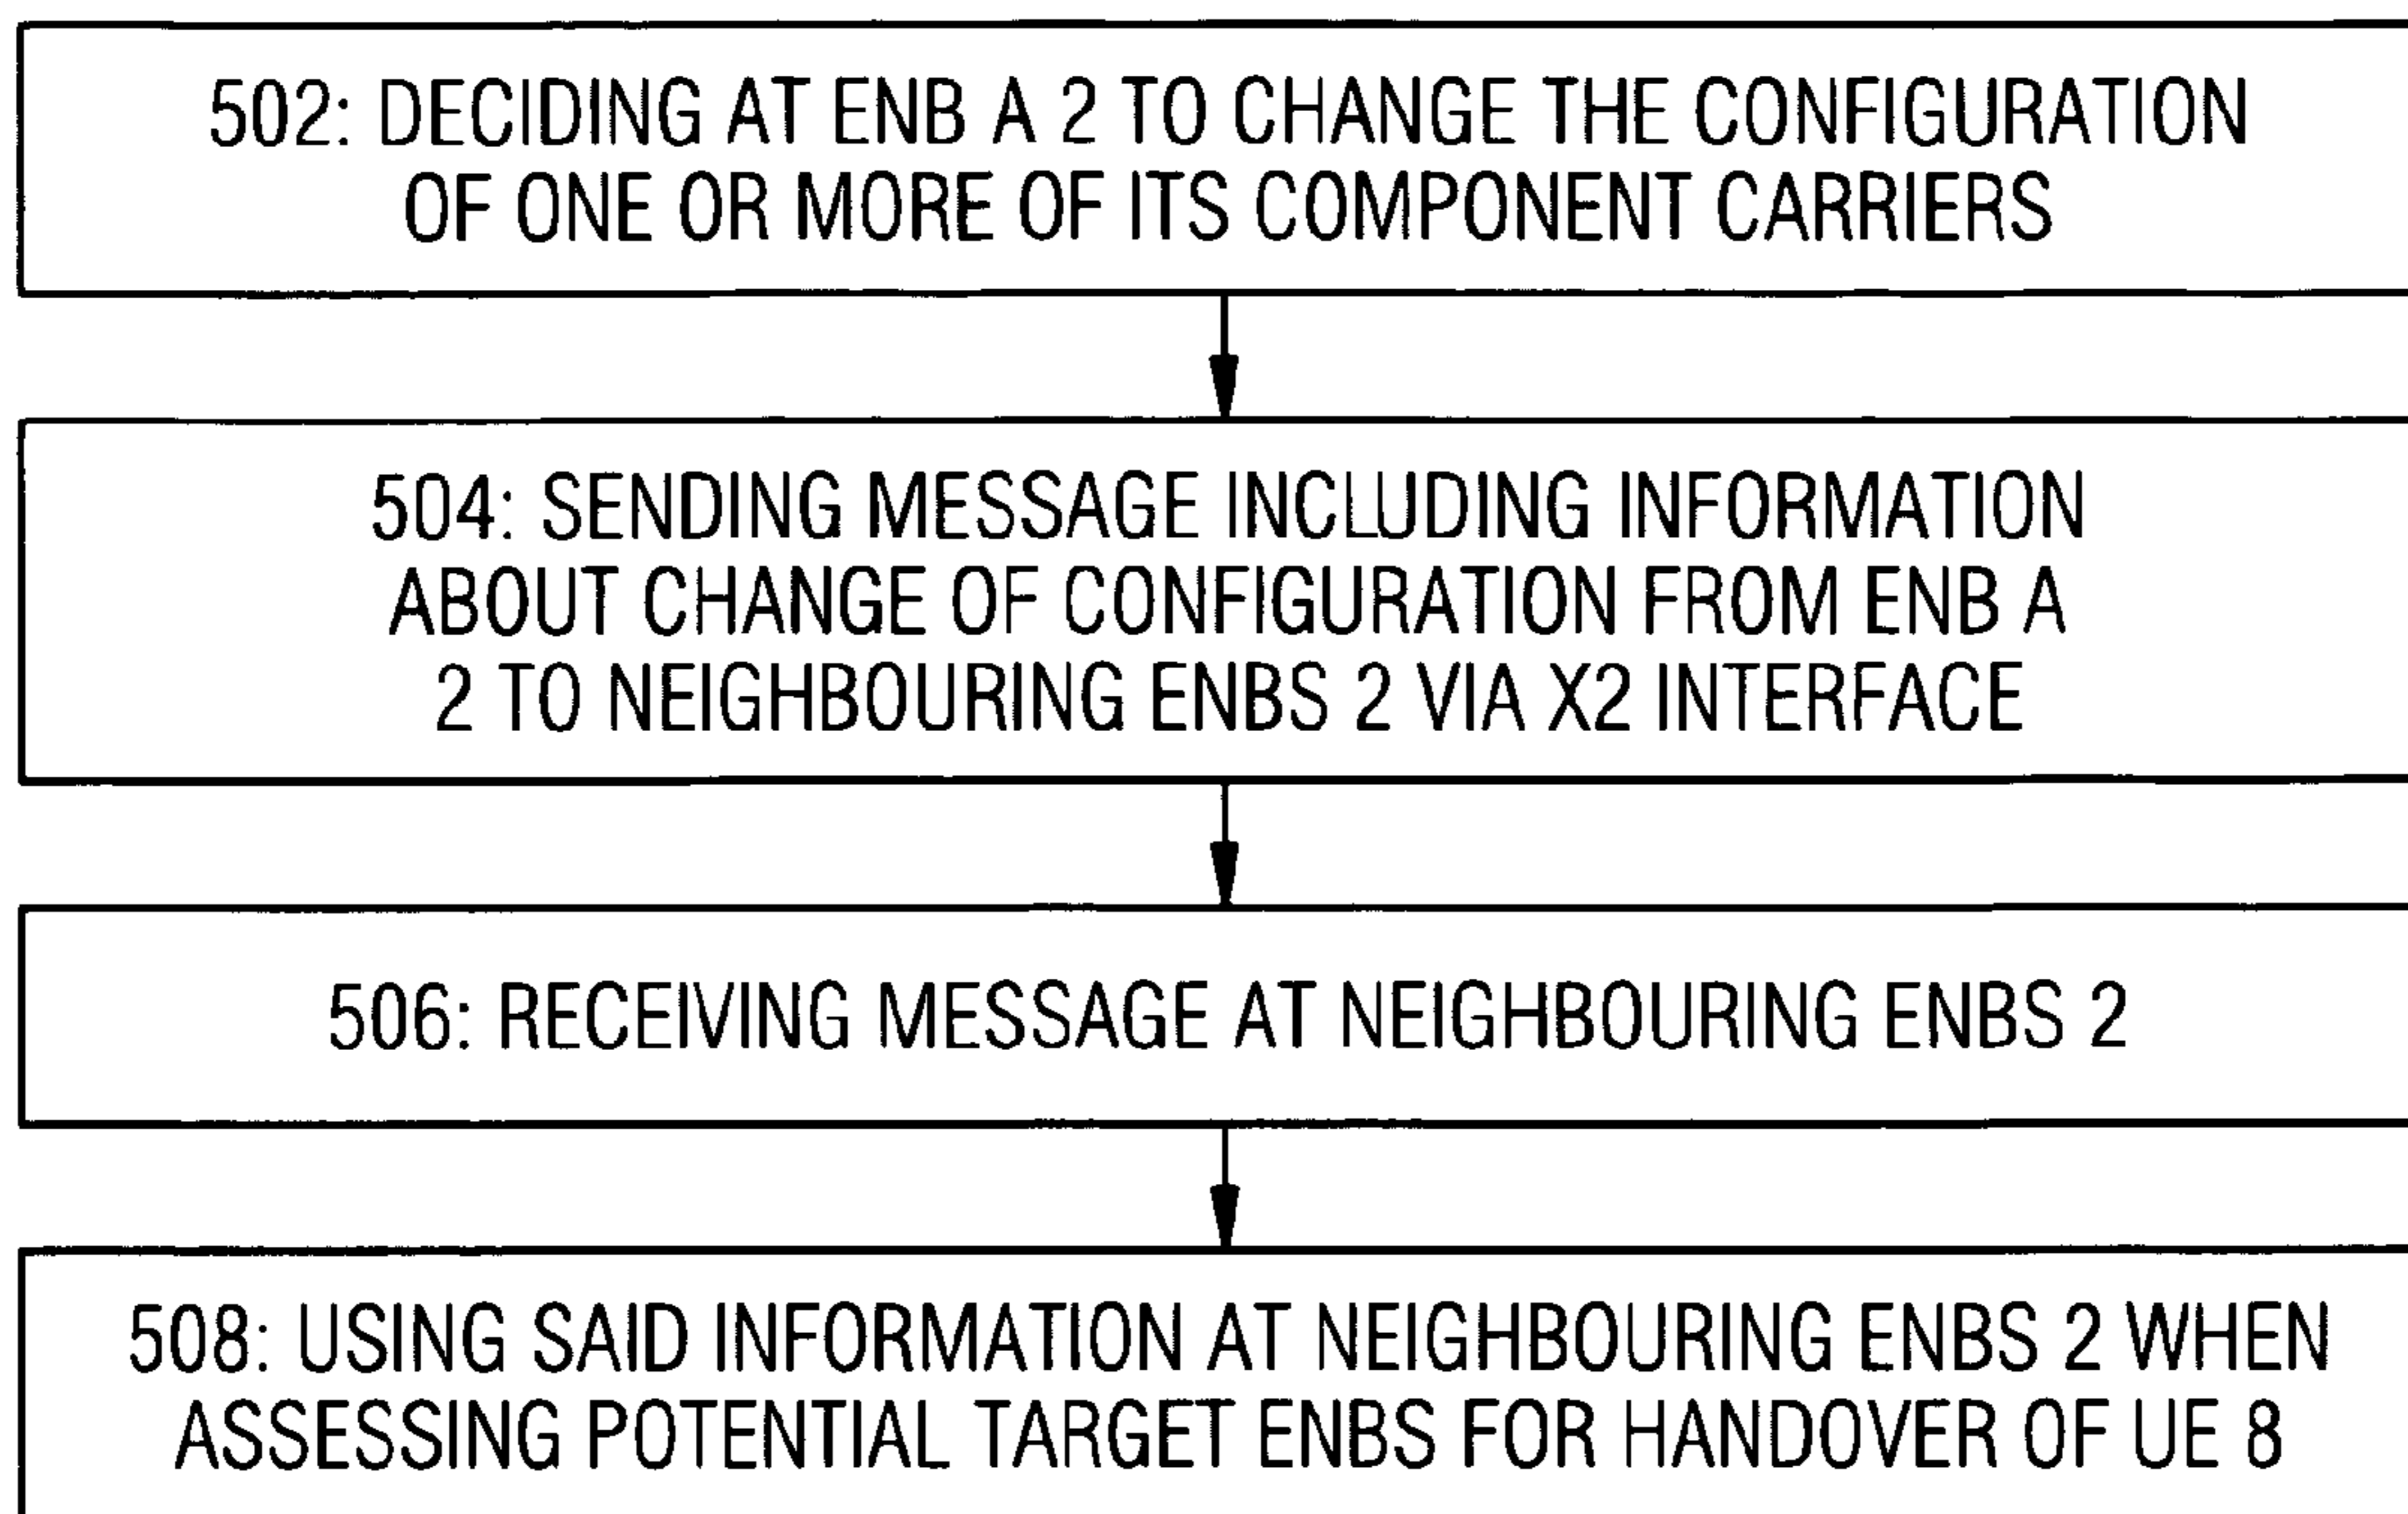 502: DECIDING AT ENB A 2 TO CHANGE THE CONFIGURATION
OF ONE OR MORE OF ITS COMPONENT CARRIERS
504: SENDING MESSAGE INCLUDING INFORMATION
ABOUT CHANGE OF CONFIGURATION FROM ENB A
2 TO NEIGHBOURING ENBS 2 VIA X2 INTERFACE
506: RECEIVING MESSAGE AT NEIGHBOURING ENBS 2
508: USING SAID INFORMATION AT NEIGHBOURING ENBS 2 WHEN
ASSESSING POTENTIAL TARGET ENBS FOR HANDOVER OF UE 8